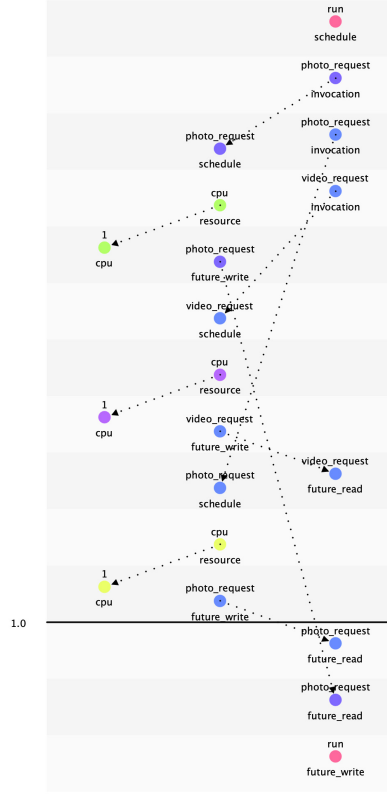 run
schedule
photo_request
invocation
photo_request
invocation
photo_request
schedule
video_request
invocation
cpu
resource
1
cpu
photo_request
future_write
video_request
schedule
cpu
resource
1
cpu
video_request
future_write
video_request
future_read
photo_request
schedule
cpu
resource
1
cpu
photo_request
future_write
1.0
photo_request
future_read
photo_request
future_read
run
future_write